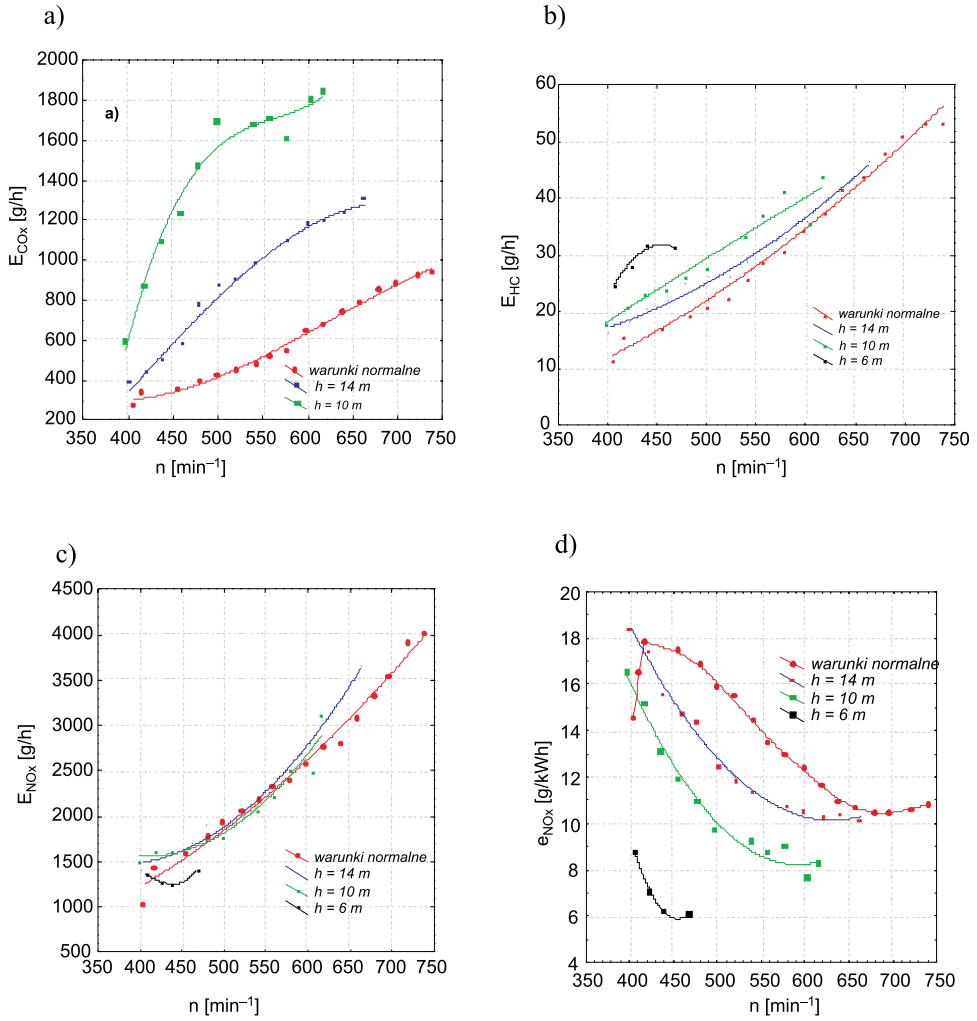 a)
2000
1800
1600
1400
1200
1000
800
600
400
200
E_COx [g/h]
a)
warunki normalne
h = 14 m
h = 10 m
350 400 450 500 550 600 650 700 750
n [min⁻¹]
b)
60
50
40
30
20
10
0
E_HC [g/h]
warunki normalne
h = 14 m
h = 10 m
h = 6 m
350 400 450 500 550 600 650 700 750
n [min⁻¹]
c)
4500
4000
3500
3000
2500
2000
1500
1000
500
E_NOx [g/h]
warunki normalne
h = 14 m
h = 10 m
h = 6 m
350 400 450 500 550 600 650 700 750
n [min⁻¹]
d)
20
18
16
14
12
10
8
6
4
e_NOx [g/kWh]
warunki normalne
h = 14 m
h = 10 m
h = 6 m
350 400 450 500 550 600 650 700 750
n [min⁻¹]